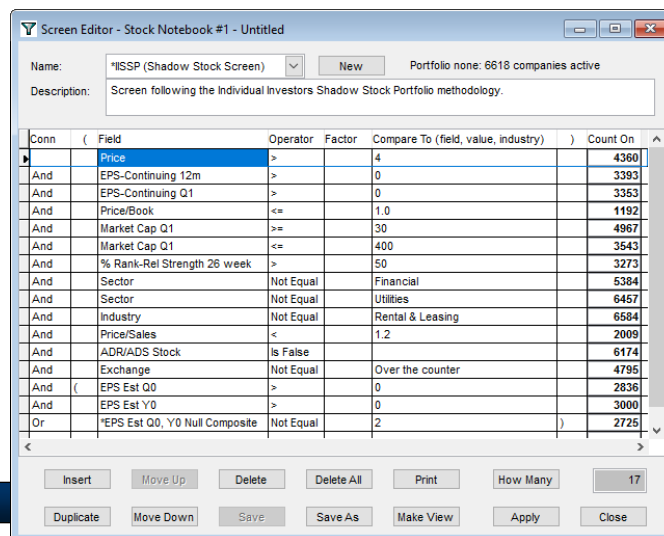 Screen Editor - Stock Notebook #1 - Untitled
Name: *IISSP (Shadow Stock Screen) New Portfolio none: 6618 companies active
Description: Screen following the Individual Investors Shadow Stock Portfolio methodology.
Conn ( Field Operator Factor Compare To (field, value, industry) ) Count On
Price > 4 4360
And EPS-Continuing 12m > 0 3393
And EPS-Continuing Q1 > 0 3353
And Price/Book <= 1.0 1192
And Market Cap Q1 >= 30 4967
And Market Cap Q1 <= 400 3543
And % Rank-Rel Strength 26 week > 50 3273
And Sector Not Equal Financial 5384
And Sector Not Equal Utilities 6457
And Industry Not Equal Rental & Leasing 6584
And Price/Sales < 1.2 2009
And ADR/ADS Stock Is False 6174
And Exchange Not Equal Over the counter 4795
And ( EPS Est Q0 > 0 2836
And EPS Est Y0 > 0 3000
Or *EPS Est Q0, Y0 Null Composite Not Equal 2 ) 2725
Insert Move Up Delete Delete All Print How Many 17
Duplicate Move Down Save Save As Make View Apply Close